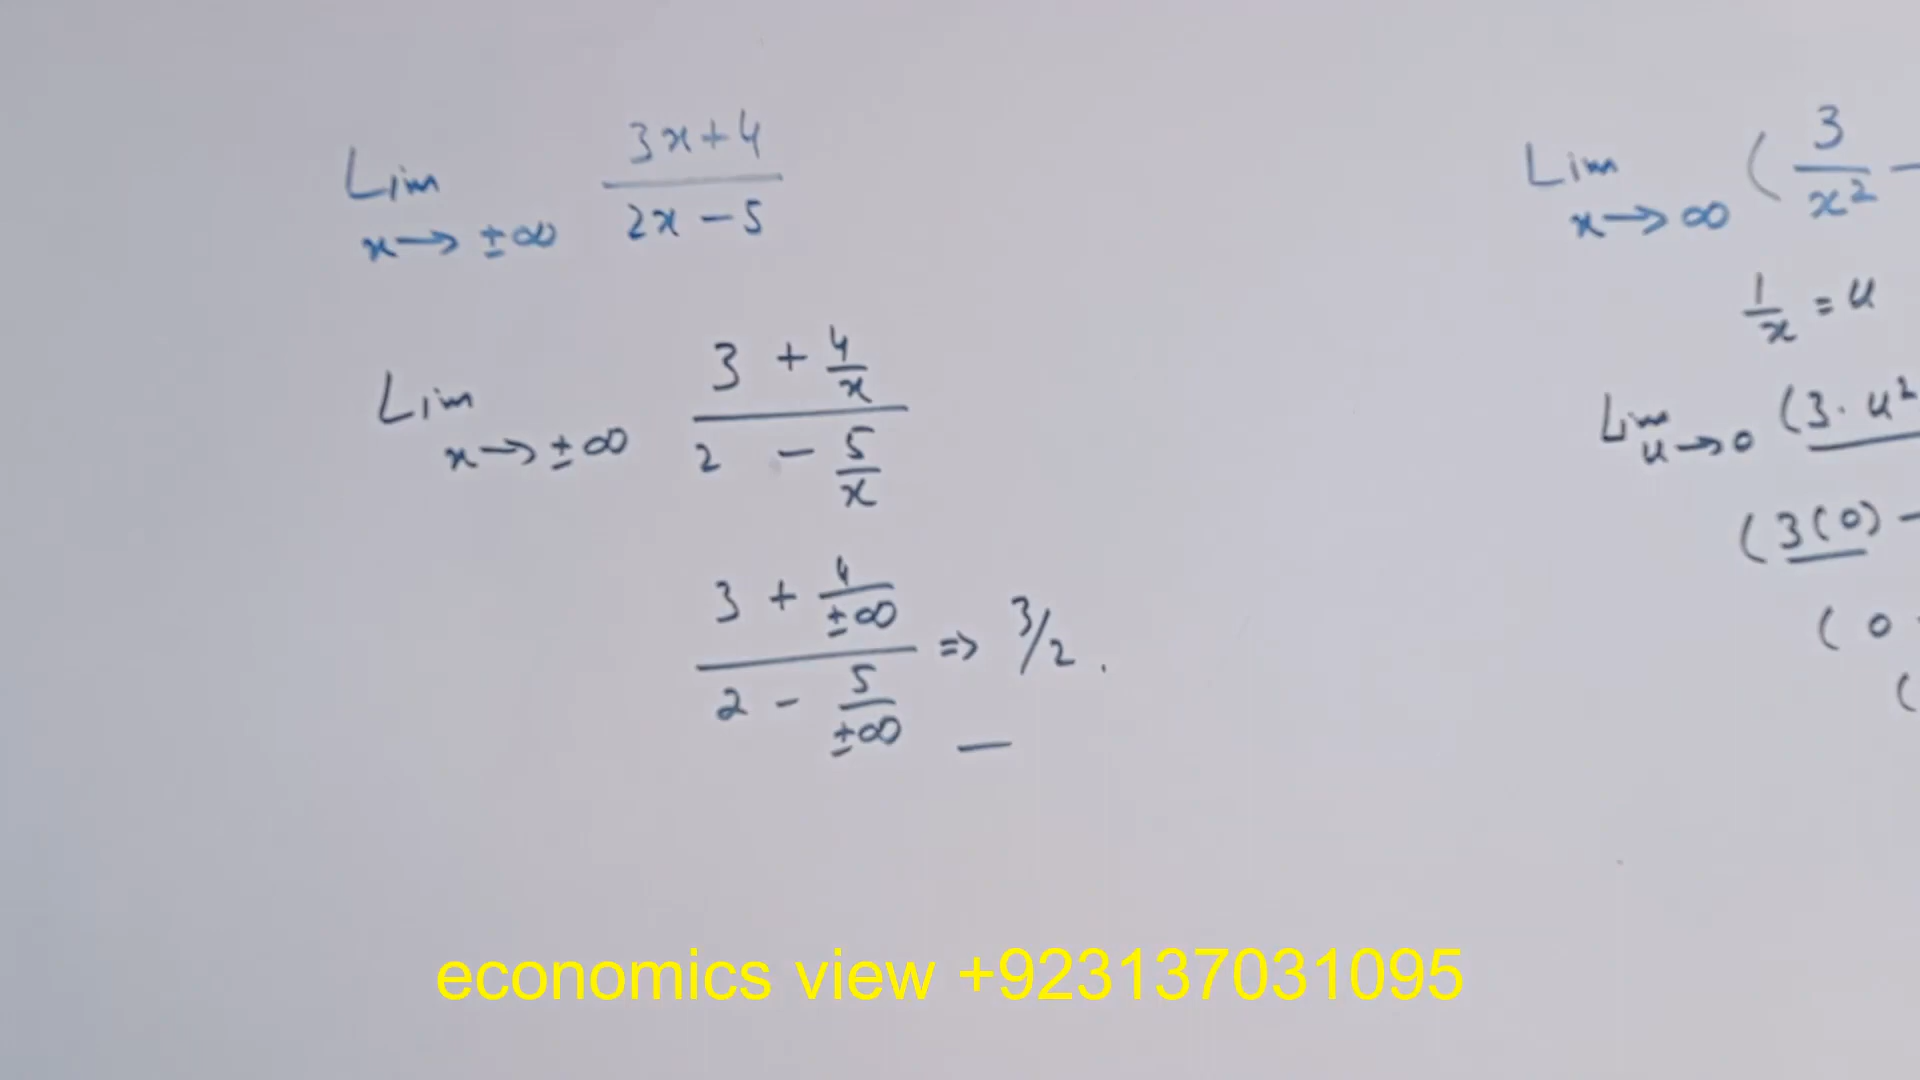 Lim x→±∞ (3x+4)/(2x−5)
Lim x→±∞ (3 + 4/x)/(2 − 5/x)
(3 + 4/±∞)/(2 − 5/±∞) ⇒ 3/2 .
—
Lim x→∞ (3/x² −
1/x = u
Lim u→0 (3·u²
(3(0) −
( 0
(
economics view +923137031095